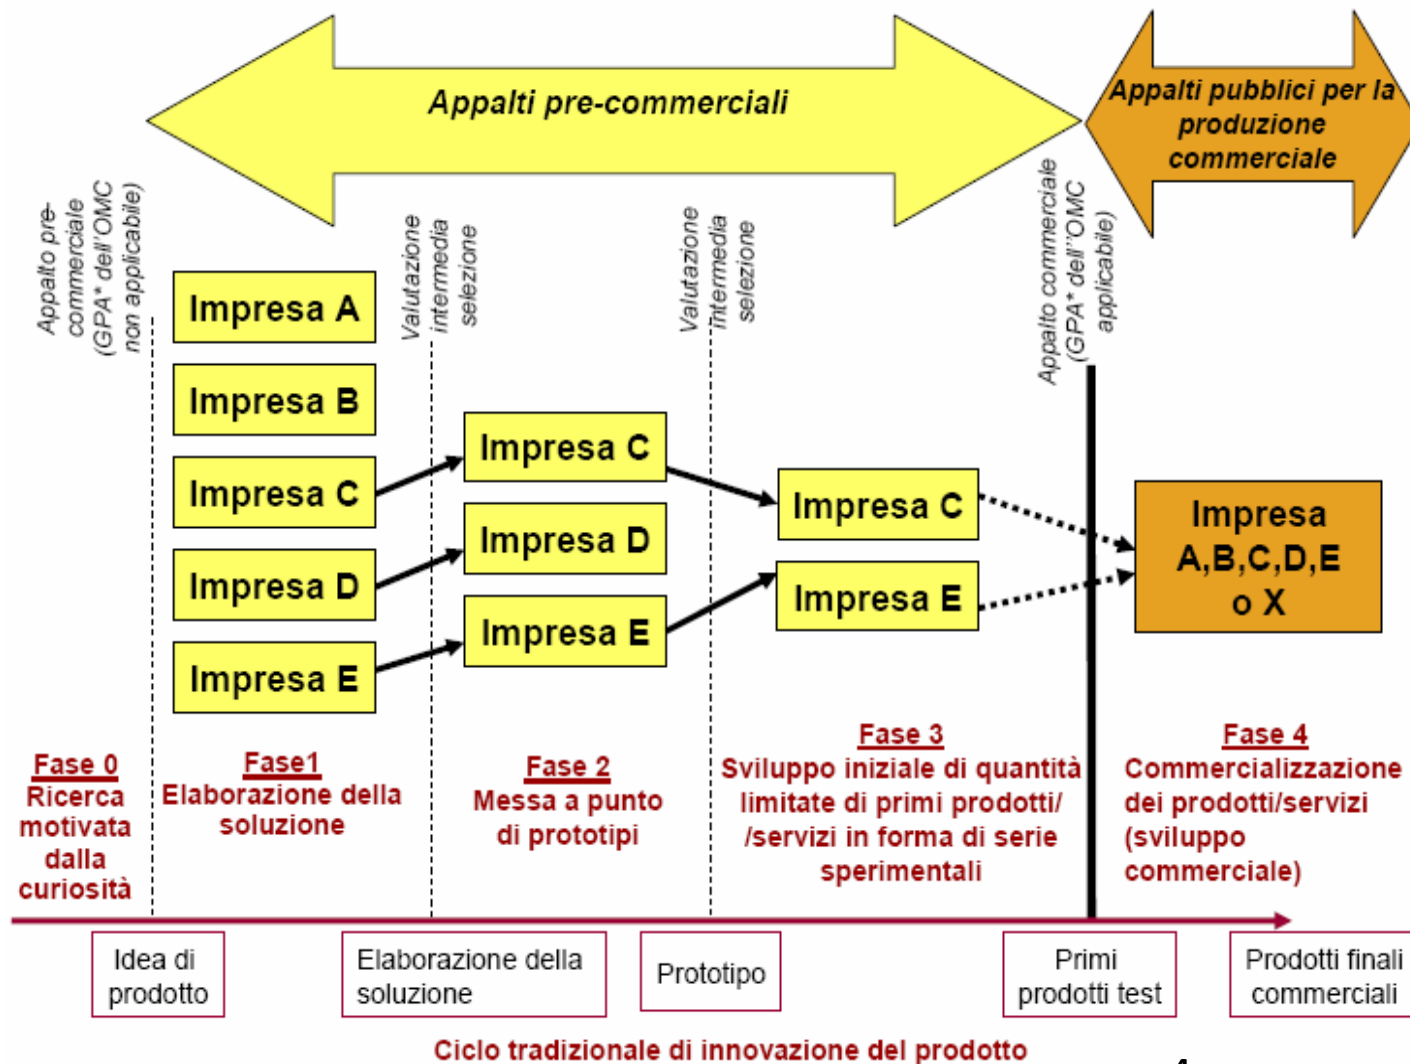 Appalti pre-commerciali
Appalti pubblici per la
produzione
commerciale
Appalto pre-
commerciale
(GPA* dell'OMC
non applicabile)
Valutazione
intermedia
selezione
Valutazione
intermedia
selezione
Appalto commerciale
(GPA* dell''OMC
applicabile)
Impresa A
Impresa B
Impresa C
Impresa D
Impresa E
Impresa C
Impresa D
Impresa E
Impresa C
Impresa E
Impresa
A,B,C,D,E
o X
Fase 0
Ricerca
motivata
dalla
curiosità
Fase1
Elaborazione della
soluzione
Fase 2
Messa a punto
di prototipi
Fase 3
Sviluppo iniziale di quantità
limitate di primi prodotti/
/servizi in forma di serie
sperimentali
Fase 4
Commercializzazione
dei prodotti/servizi
(sviluppo
commerciale)
Idea di
prodotto
Elaborazione della
soluzione
Prototipo
Primi
prodotti test
Prodotti finali
commerciali
Ciclo tradizionale di innovazione del prodotto